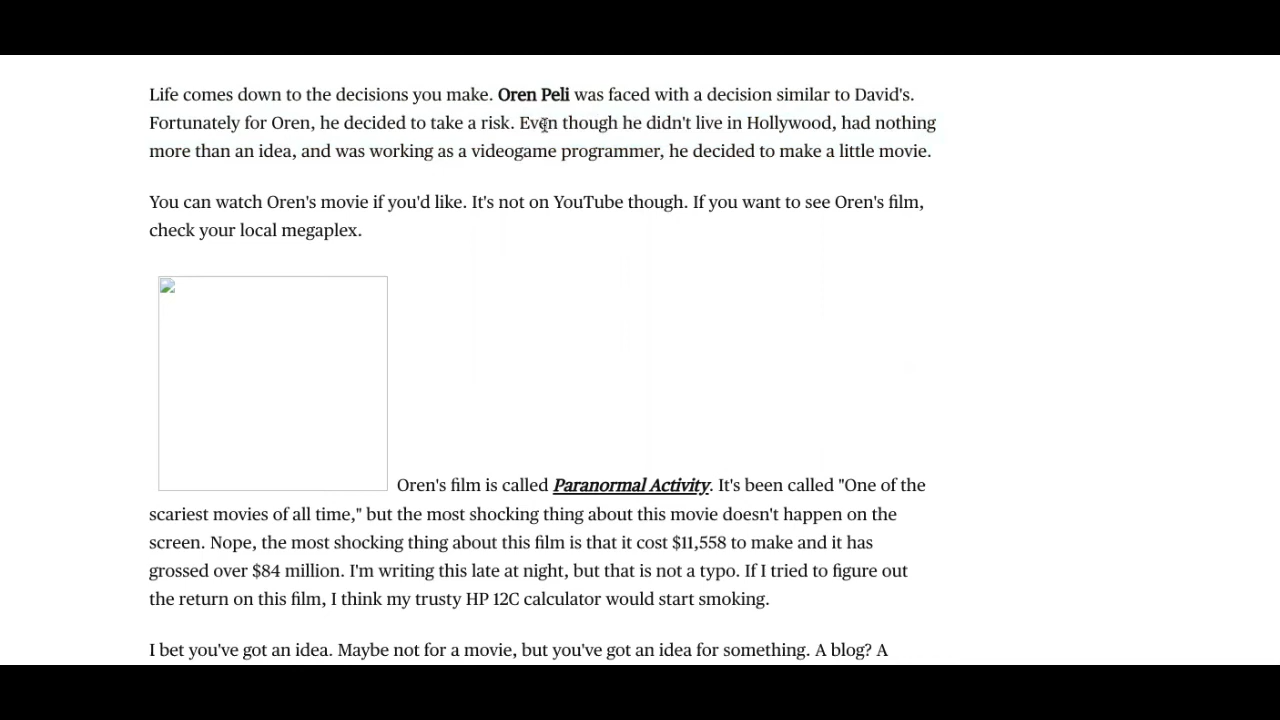 Life comes down to the decisions you make. Oren Peli was faced with a decision similar to David's.
Fortunately for Oren, he decided to take a risk. Even though he didn't live in Hollywood, had nothing
more than an idea, and was working as a videogame programmer, he decided to make a little movie.
You can watch Oren's movie if you'd like. It's not on YouTube though. If you want to see Oren's film,
check your local megaplex.
Oren's film is called Paranormal Activity. It's been called "One of the
scariest movies of all time," but the most shocking thing about this movie doesn't happen on the
screen. Nope, the most shocking thing about this film is that it cost $11,558 to make and it has
grossed over $84 million. I'm writing this late at night, but that is not a typo. If I tried to figure out
the return on this film, I think my trusty HP 12C calculator would start smoking.
I bet you've got an idea. Maybe not for a movie, but you've got an idea for something. A blog? A